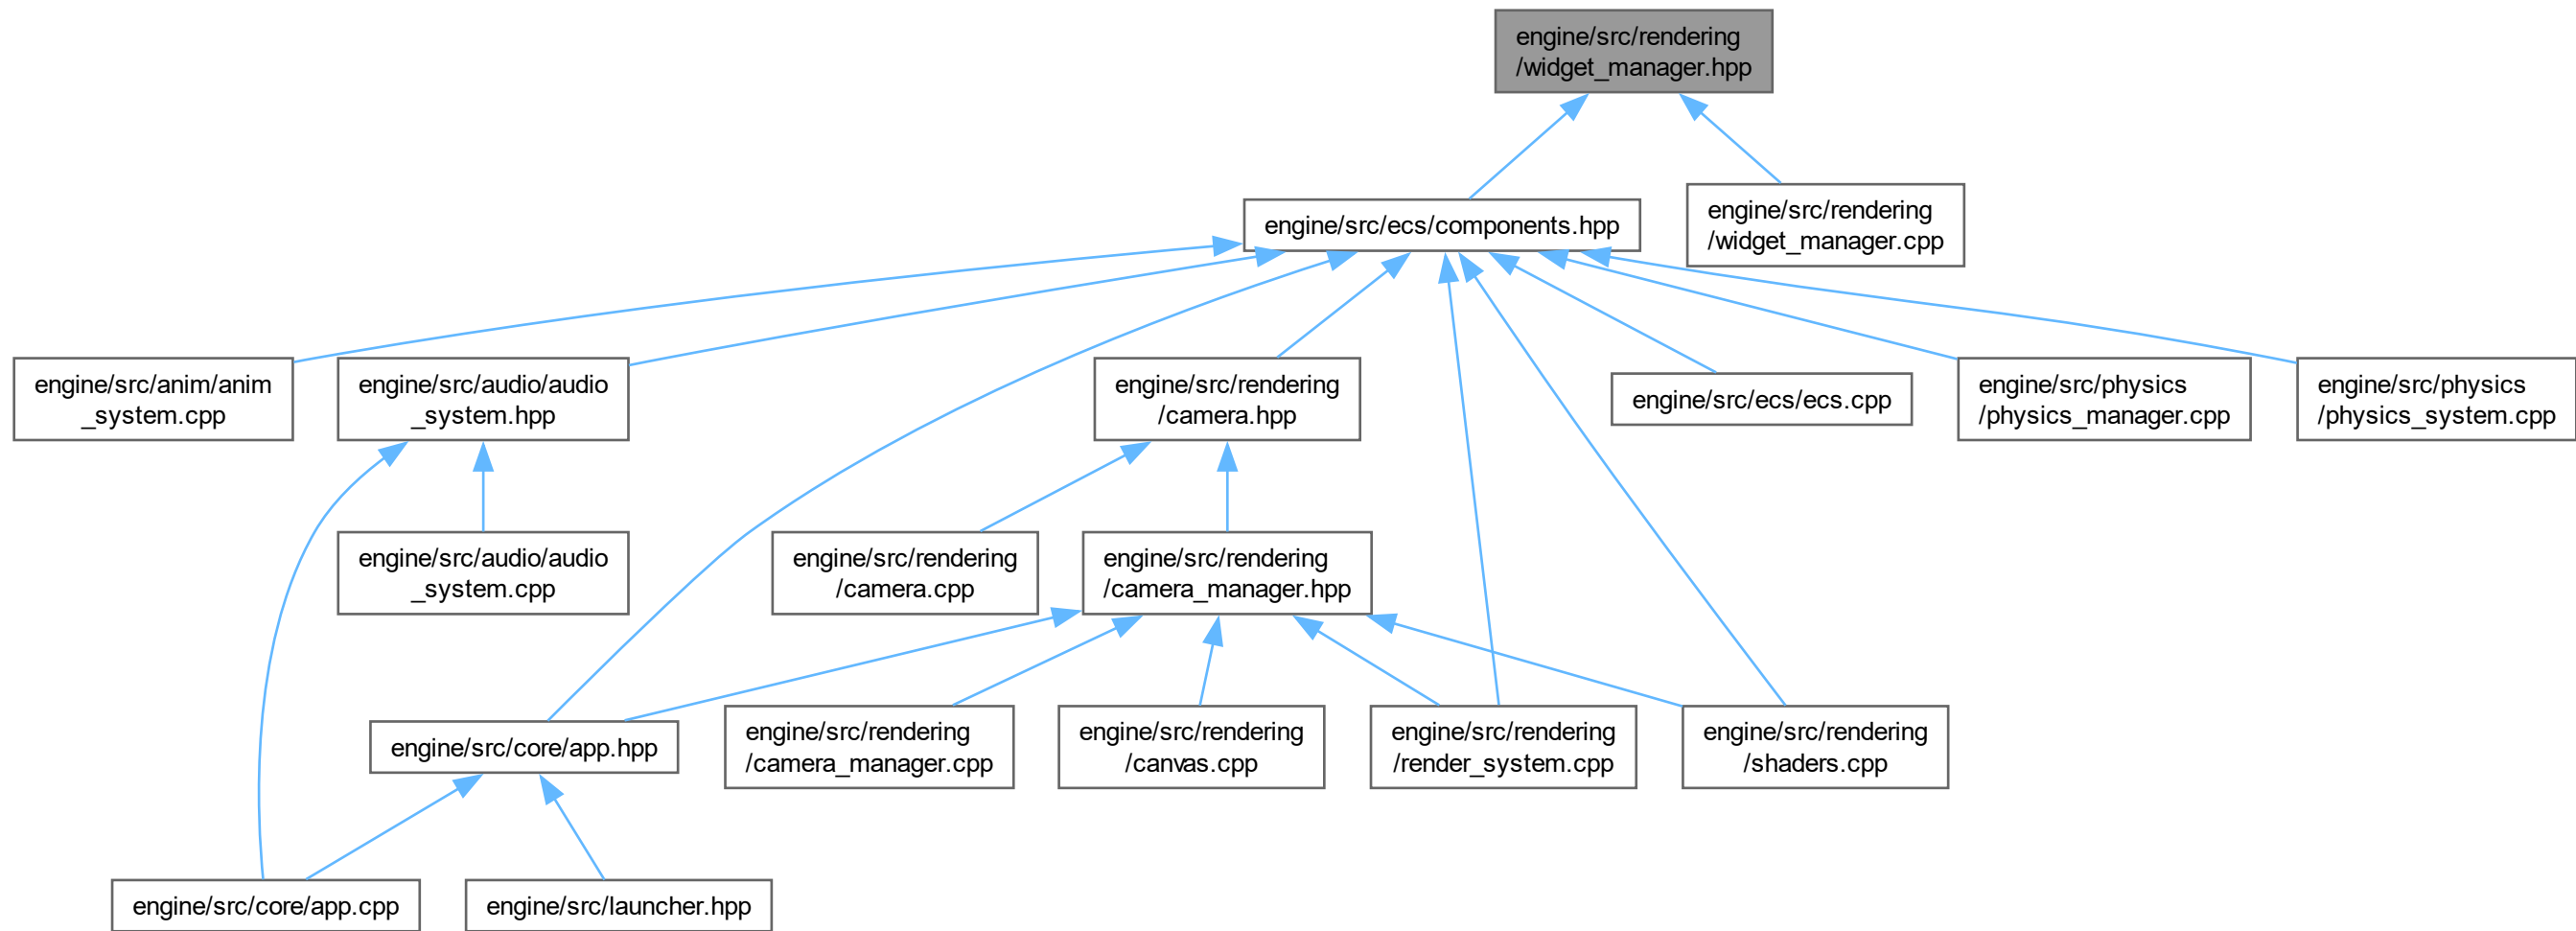 engine/src/rendering
/widget_manager.hpp
engine/src/ecs/components.hpp
engine/src/rendering
/widget_manager.cpp
engine/src/anim/anim
_system.cpp
engine/src/audio/audio
_system.hpp
engine/src/rendering
/camera.hpp
engine/src/ecs/ecs.cpp
engine/src/physics
/physics_manager.cpp
engine/src/physics
/physics_system.cpp
engine/src/audio/audio
_system.cpp
engine/src/rendering
/camera.cpp
engine/src/rendering
/camera_manager.hpp
engine/src/core/app.hpp
engine/src/rendering
/camera_manager.cpp
engine/src/rendering
/canvas.cpp
engine/src/rendering
/render_system.cpp
engine/src/rendering
/shaders.cpp
engine/src/core/app.cpp
engine/src/launcher.hpp